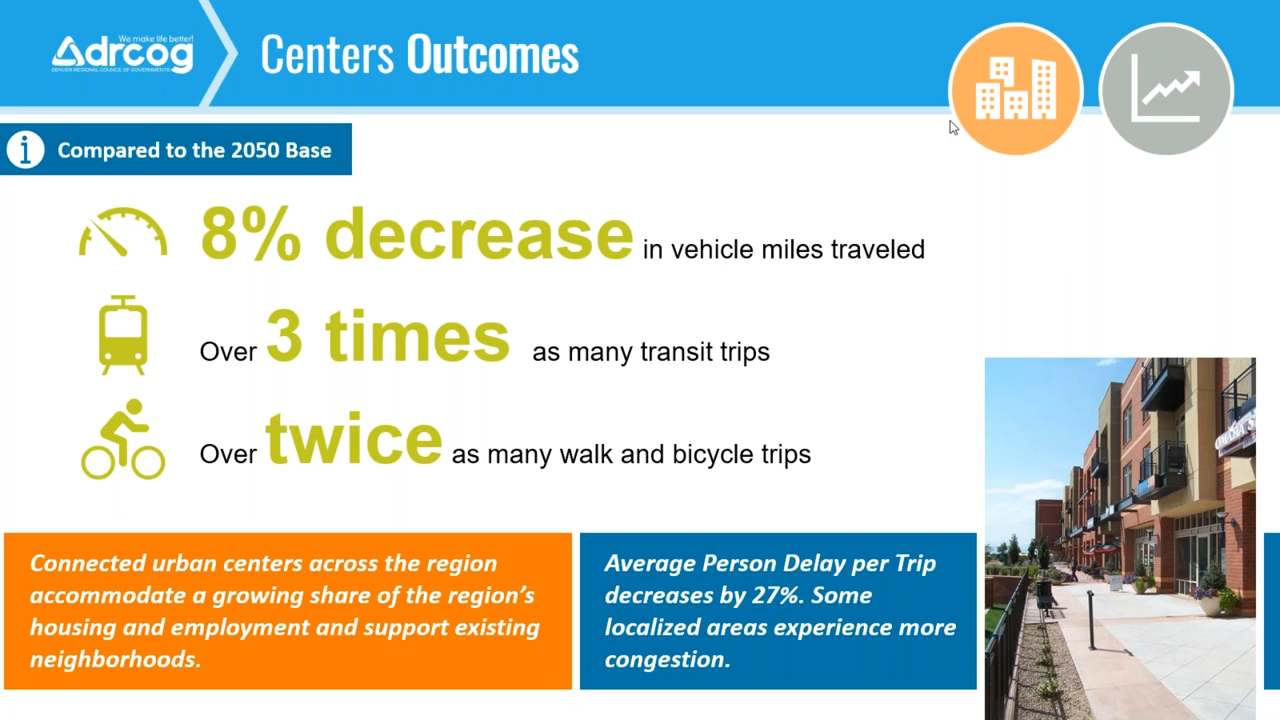 We make life better!
drcog
DENVER REGIONAL COUNCIL OF GOVERNMENTS
Centers Outcomes
i Compared to the 2050 Base
8% decrease in vehicle miles traveled
Over 3 times as many transit trips
Over twice as many walk and bicycle trips
Connected urban centers across the region
accommodate a growing share of the region's
housing and employment and support existing
neighborhoods.
Average Person Delay per Trip
decreases by 27%. Some
localized areas experience more
congestion.